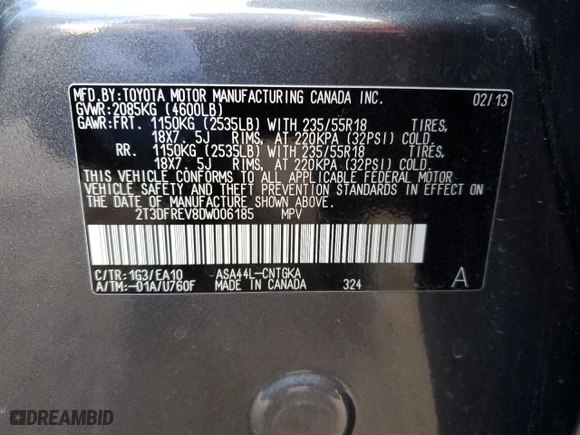 MFD.BY:TOYOTA MOTOR MANUFACTURING CANADA INC. 02/13
GVWR:2085KG (4600LB)
GAWR:FRT. 1150KG (2535LB) WITH 235/55R18 TIRES,
18X7. 5J RIMS, AT 220KPA (32PSI) COLD.
RR. 1150KG (2535LB) WITH 235/55R18 TIRES,
18X7. 5J RIMS, AT 220KPA (32PSI) COLD.
THIS VEHICLE CONFORMS TO ALL APPLICABLE FEDERAL MOTOR
VEHICLE SAFETY AND THEFT PREVENTION STANDARDS IN EFFECT ON
THE DATE OF MANUFACTURE SHOWN ABOVE.
2T3DFREV8DW006185 MPV
C/TR:1G3/EA10 ASA44L-CNTGKA A
A/TM:-01A/U760F MADE IN CANADA 324
DREAMBID